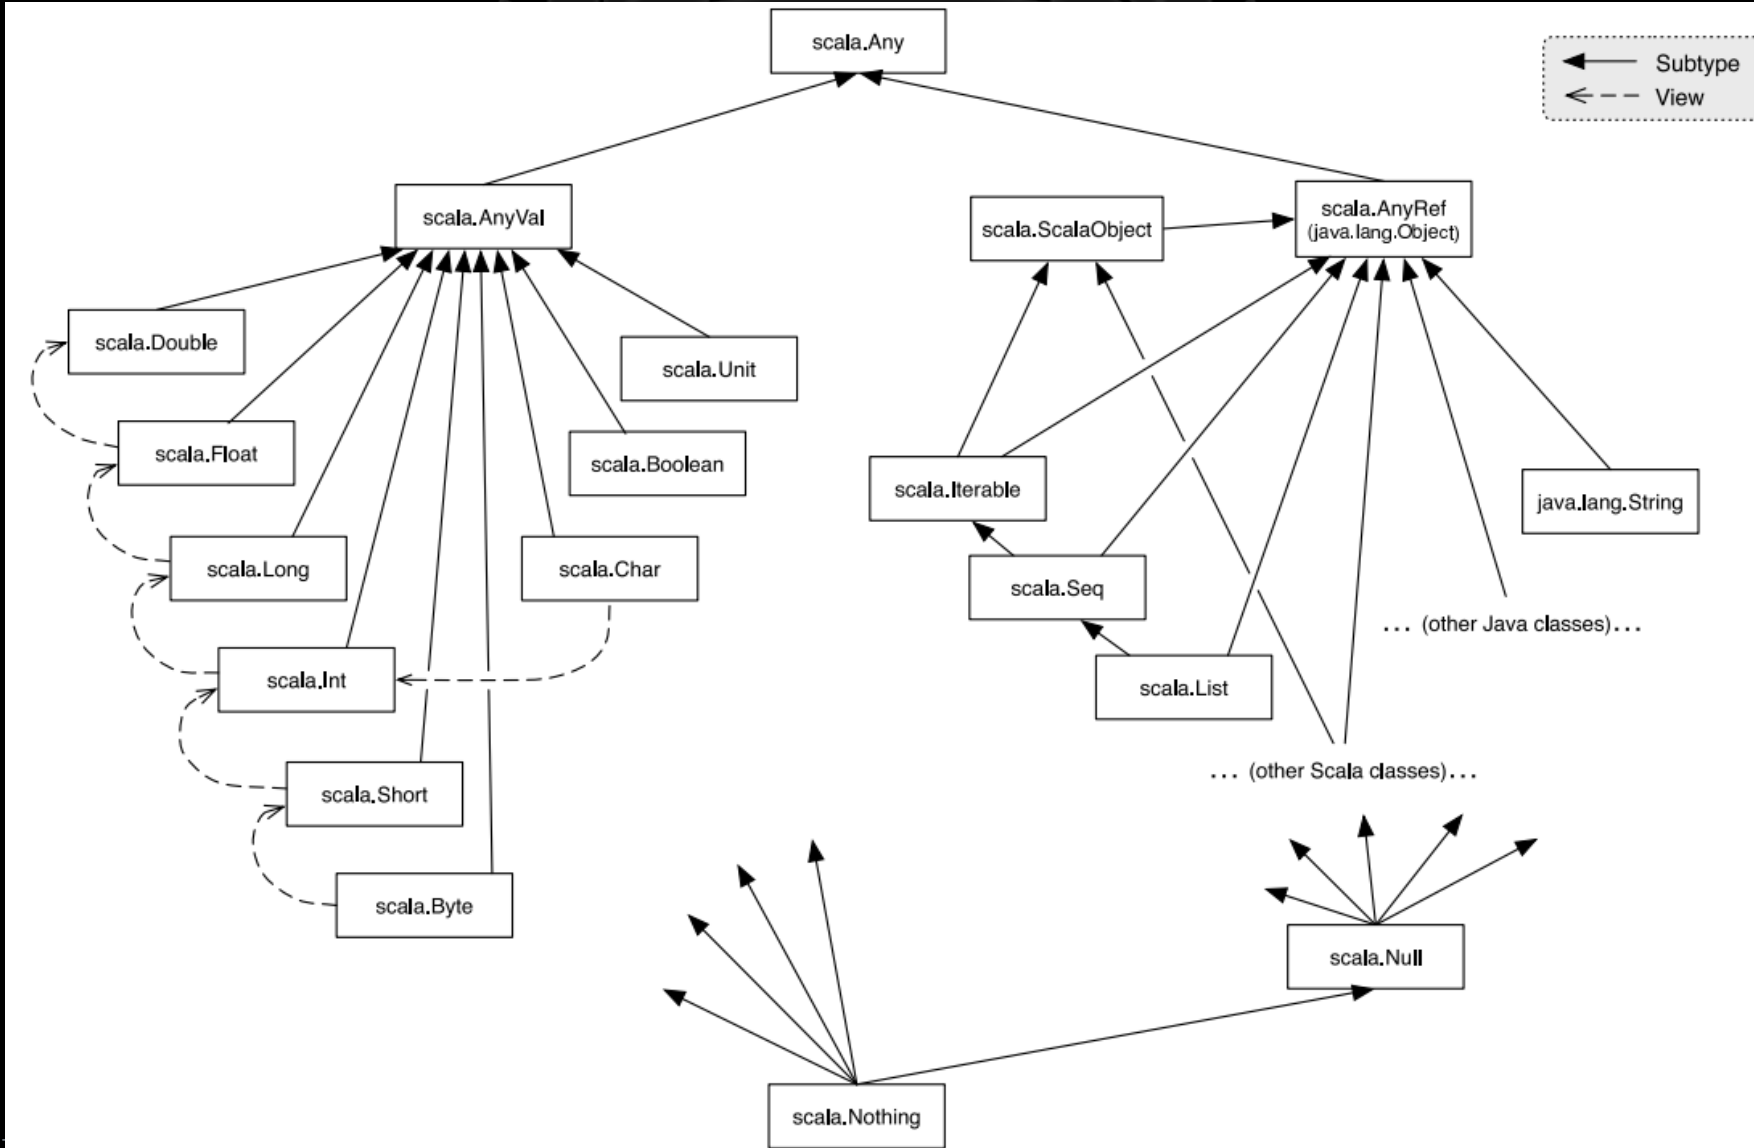 scala.Any
Subtype
View
scala.AnyVal
scala.ScalaObject
scala.AnyRef
(java.lang.Object)
scala.Double
scala.Unit
scala.Float
scala.Boolean
scala.Iterable
java.lang.String
scala.Long
scala.Char
scala.Seq
... (other Java classes)...
scala.Int
scala.List
... (other Scala classes)...
scala.Short
scala.Byte
scala.Null
scala.Nothing